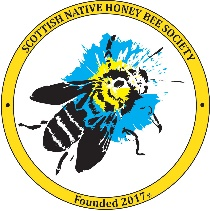 SCOTTISH NATIVE HONEY BEE SOCIETY
Founded 2017